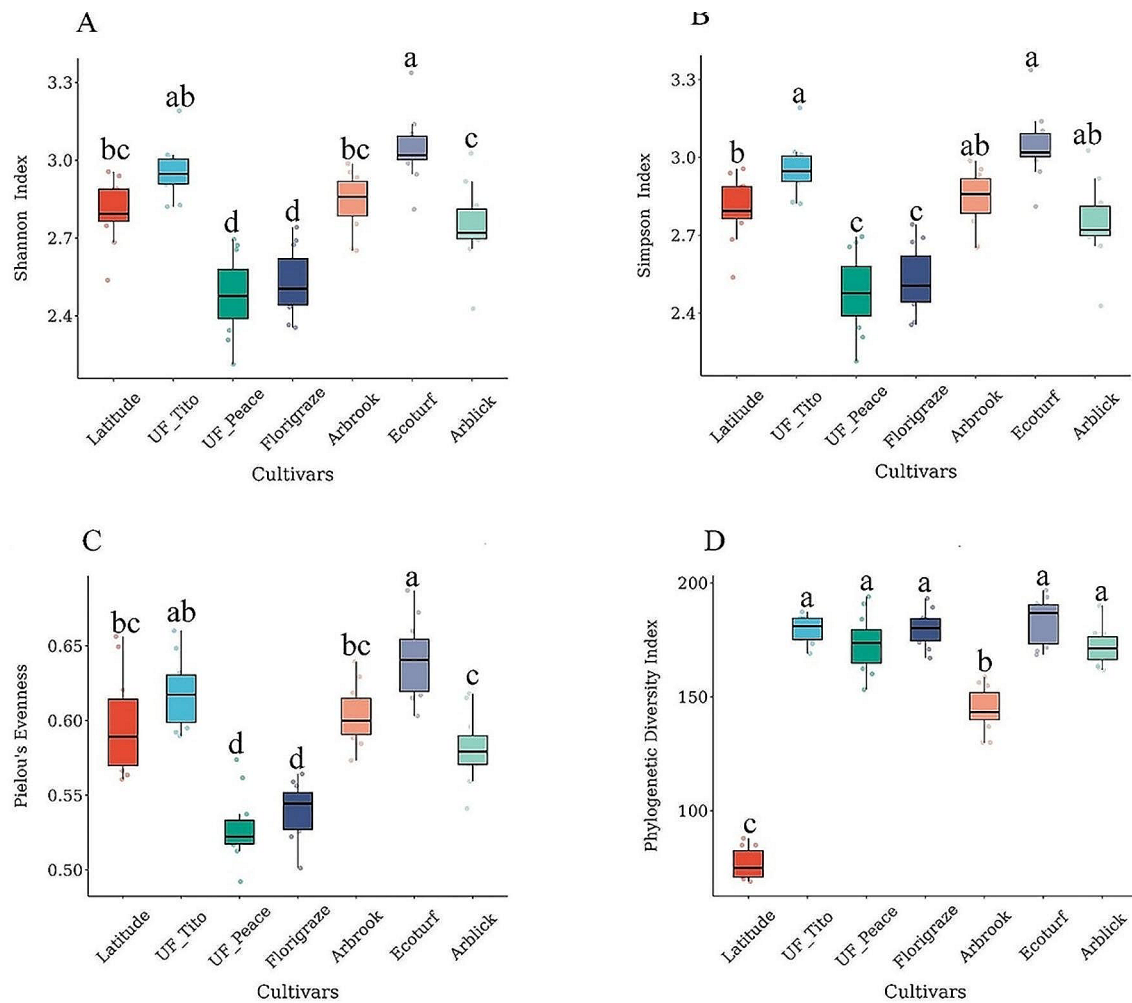 A
B
3.3
3.0
2.7
2.4
Shannon Index
bc
ab
d
d
bc
a
c
Latitude
UF_Tito
UF_Peace
Florigraze
Arbrook
Ecoturf
Arblick
Cultivars
3.3
3.0
2.7
2.4
Simpson Index
b
a
c
c
ab
a
ab
Latitude
UF_Tito
UF_Peace
Florigraze
Arbrook
Ecoturf
Arblick
Cultivars
C
D
0.65
0.60
0.55
0.50
Pielou's Evenness
bc
ab
d
d
bc
a
c
Latitude
UF_Tito
UF_Peace
Florigraze
Arbrook
Ecoturf
Arblick
Cultivars
200
150
100
Phylogenetic Diversity Index
c
a
a
a
b
a
a
Latitude
UF_Tito
UF_Peace
Florigraze
Arbrook
Ecoturf
Arblick
Cultivars